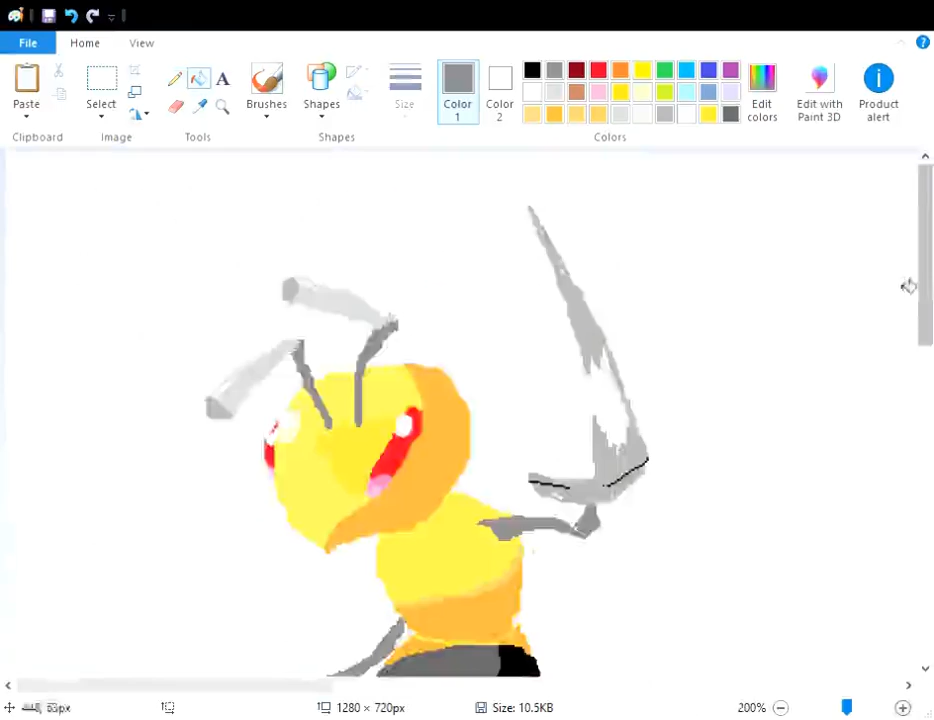 File Home View
Paste Select Brushes Shapes Size Color 1 Color 2 Edit colors Edit with Paint 3D Product alert
Clipboard Image Tools Shapes Colors
1280 × 720px Size: 10.5KB 200%